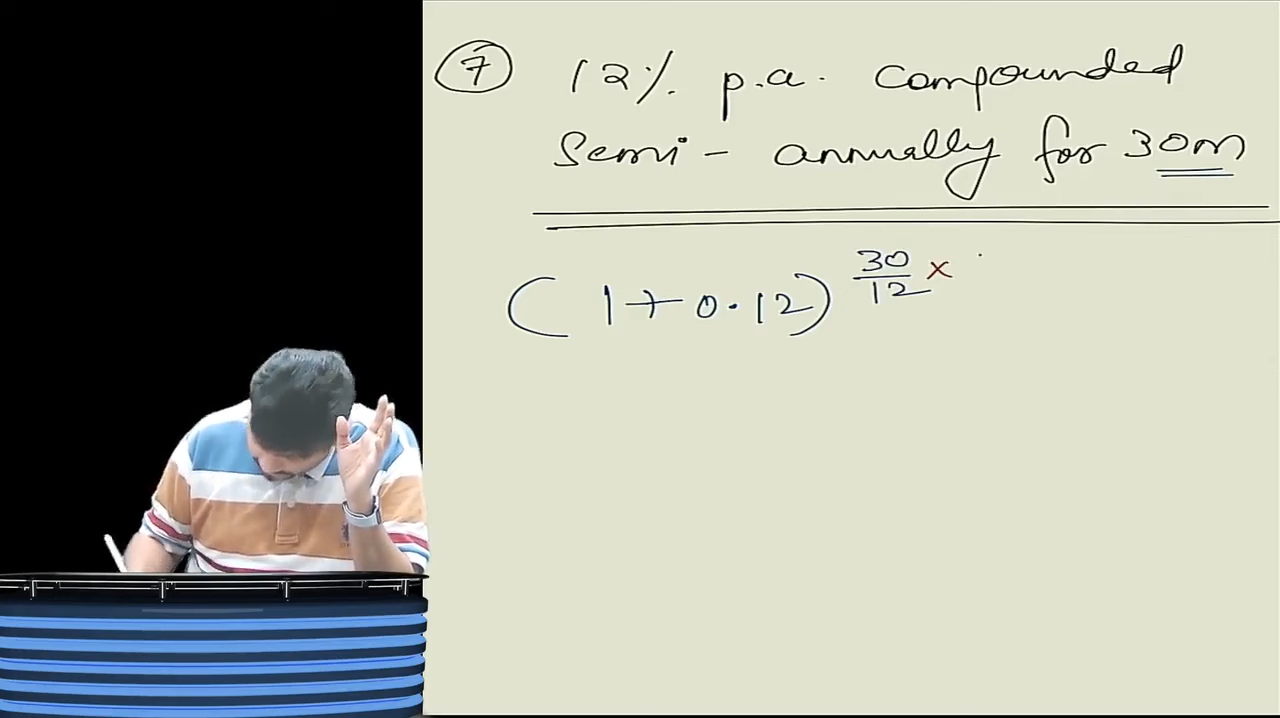 7 12% p.a. compounded
semi - annually for 30m
(1+0.12)^{30/12 ×}